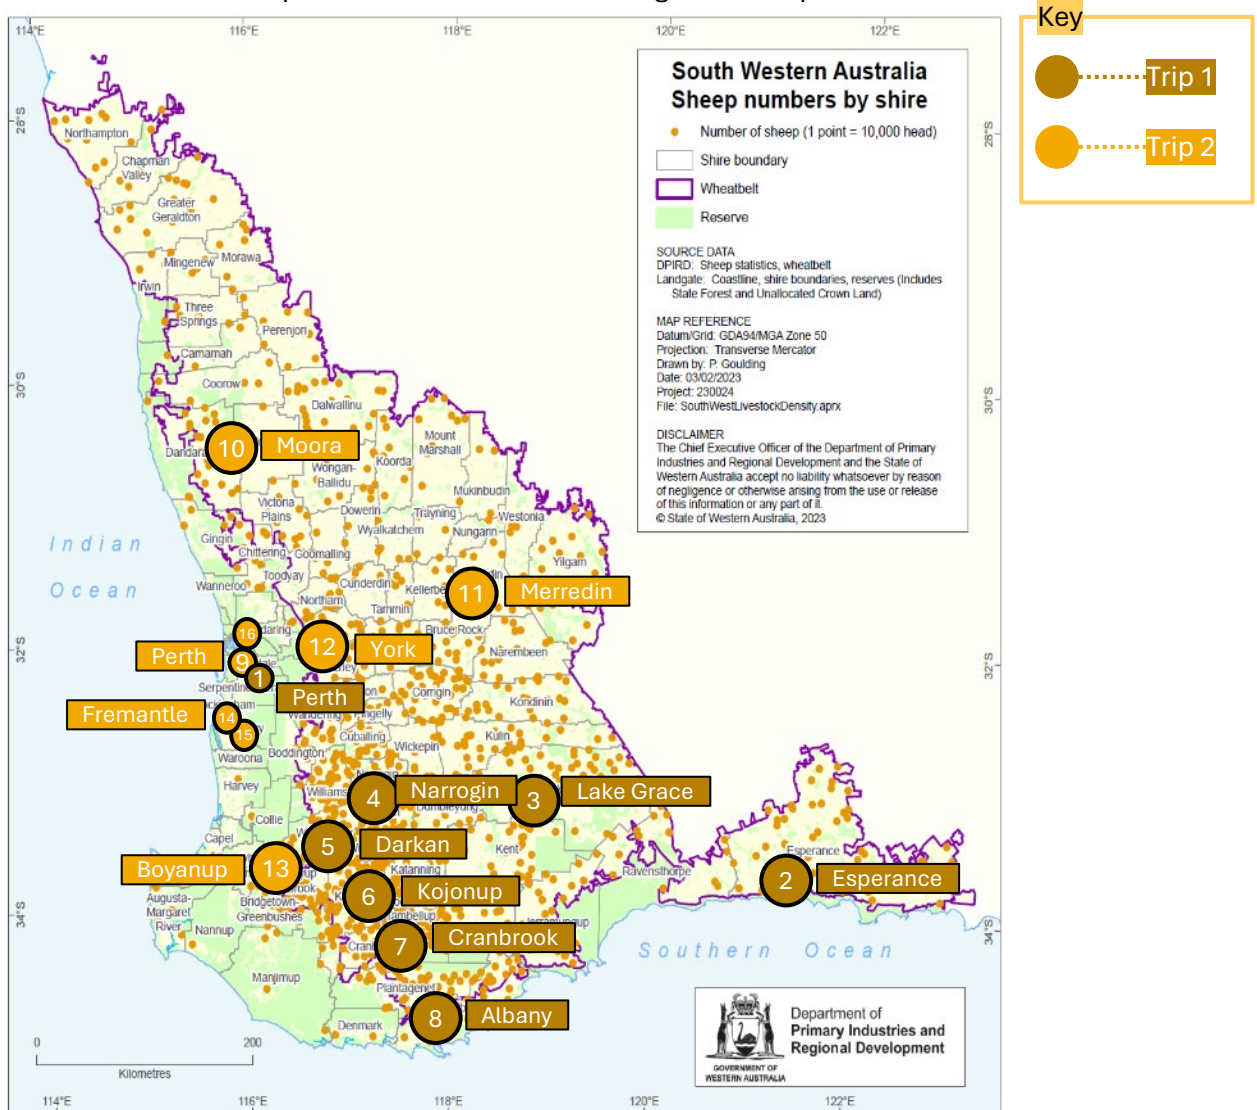 Key
Trip 1
Trip 2
114°E
116°E
118°E
120°E
122°E
28°S
30°S
32°S
34°S
28°S
30°S
32°S
34°S
114°E
116°E
118°E
120°E
122°E
South Western Australia
Sheep numbers by shire
Number of sheep (1 point = 10,000 head)
Shire boundary
Wheatbelt
Reserve
SOURCE DATA
DPIRD: Sheep statistics, wheatbelt
Landgate: Coastline, shire boundaries, reserves (Includes
State Forest and Unallocated Crown Land)
MAP REFERENCE
Datum/Grid: GDA94/MGA Zone 50
Projection: Transverse Mercator
Drawn by: P. Goulding
Date: 03/02/2023
Project: 230024
File: SouthWestLivestockDensity.aprx
DISCLAIMER
The Chief Executive Officer of the Department of Primary
Industries and Regional Development and the State of
Western Australia accept no liability whatsoever by reason
of negligence or otherwise arising from the use or release
of this information or any part of it.
© State of Western Australia, 2023
Northampton
Chapman
Valley
Greater
Geraldton
Mingenew
Morawa
Irwin
Three
Springs
Perenjori
Carnamah
Coorow
Dalwallinu
10
Moora
Mount
Marshall
Koorda
Wongan-
Ballidu
Mukinbudin
Victoria
Plains
Dowerin
Trayning
Westonia
Wyalkatchem
Nungarin
Gingin
Chittering
Goomalling
Yilgarn
Indian
Ocean
Toodyay
Wanneroo
Cunderdin
Northam
Tammin
11
Merredin
Bruce Rock
16
12
York
Narembeen
Perth
9
1
Perth
Corrigin
Kondinin
Fremantle
14
15
Kulin
Cuballing
Wickepin
Waroona
Boddington
Harvey
Williams
4
Narrogin
3
Lake Grace
Collie
Capel
5
Darkan
Kent
Boyanup
13
Katanning
6
Kojonup
Ravensthorpe
Esperance
2
Esperance
Augusta-
Margaret
River
Bridgetown-
Greenbushes
Nannup
7
Cranbrook
Southern Ocean
Manjimup
Plantagenet
8
Albany
Denmark
0
200
Kilometres
GOVERNMENT OF
WESTERN AUSTRALIA
Department of
Primary Industries and
Regional Development